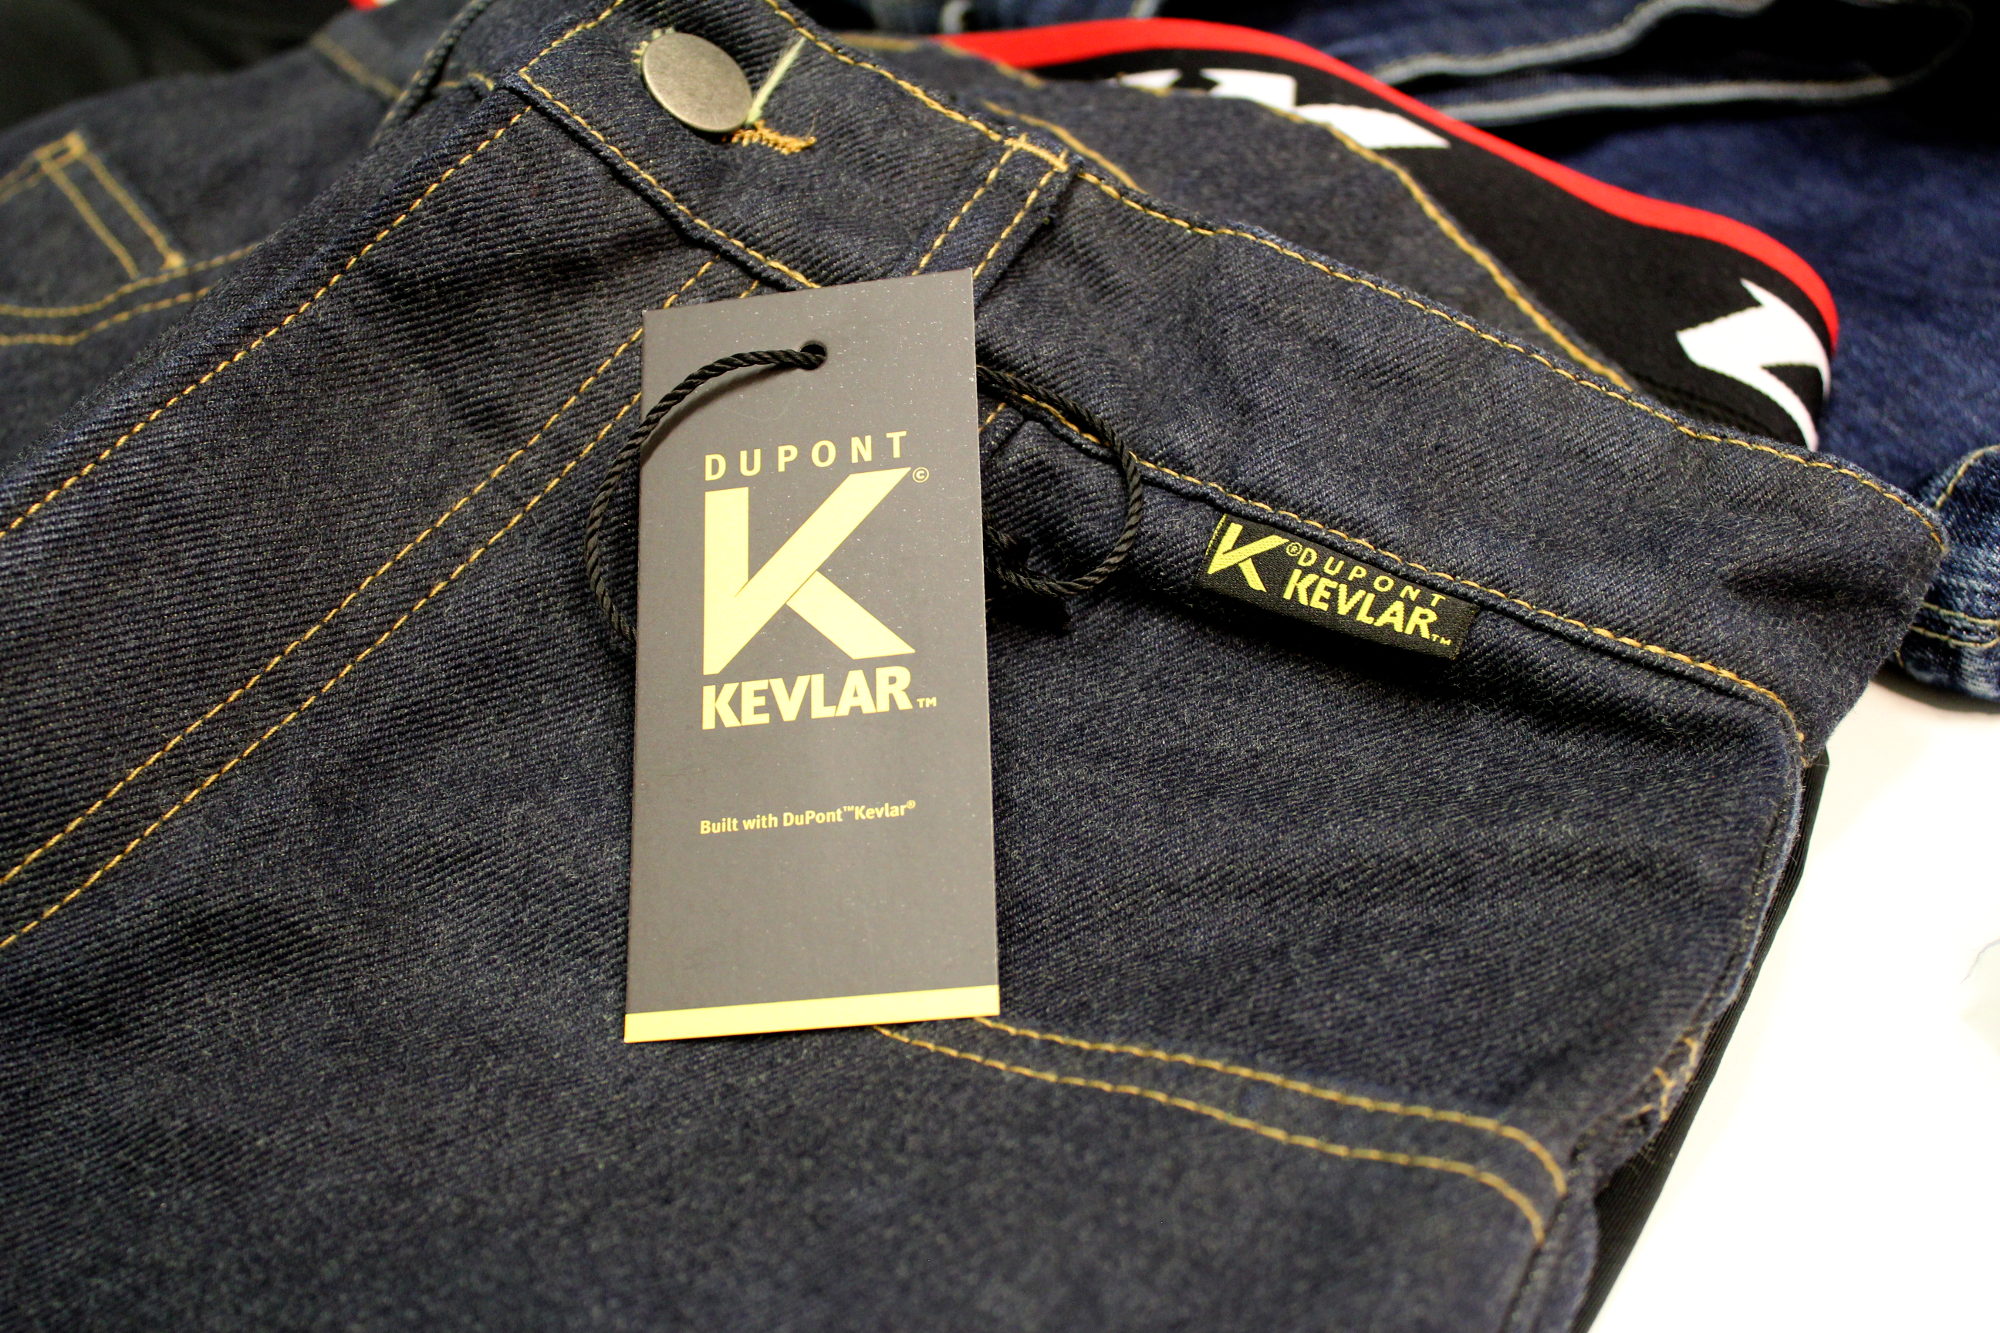 DUPONT
K©
KEVLAR™
Built with DuPont™Kevlar®
K®DUPONT
KEVLAR™